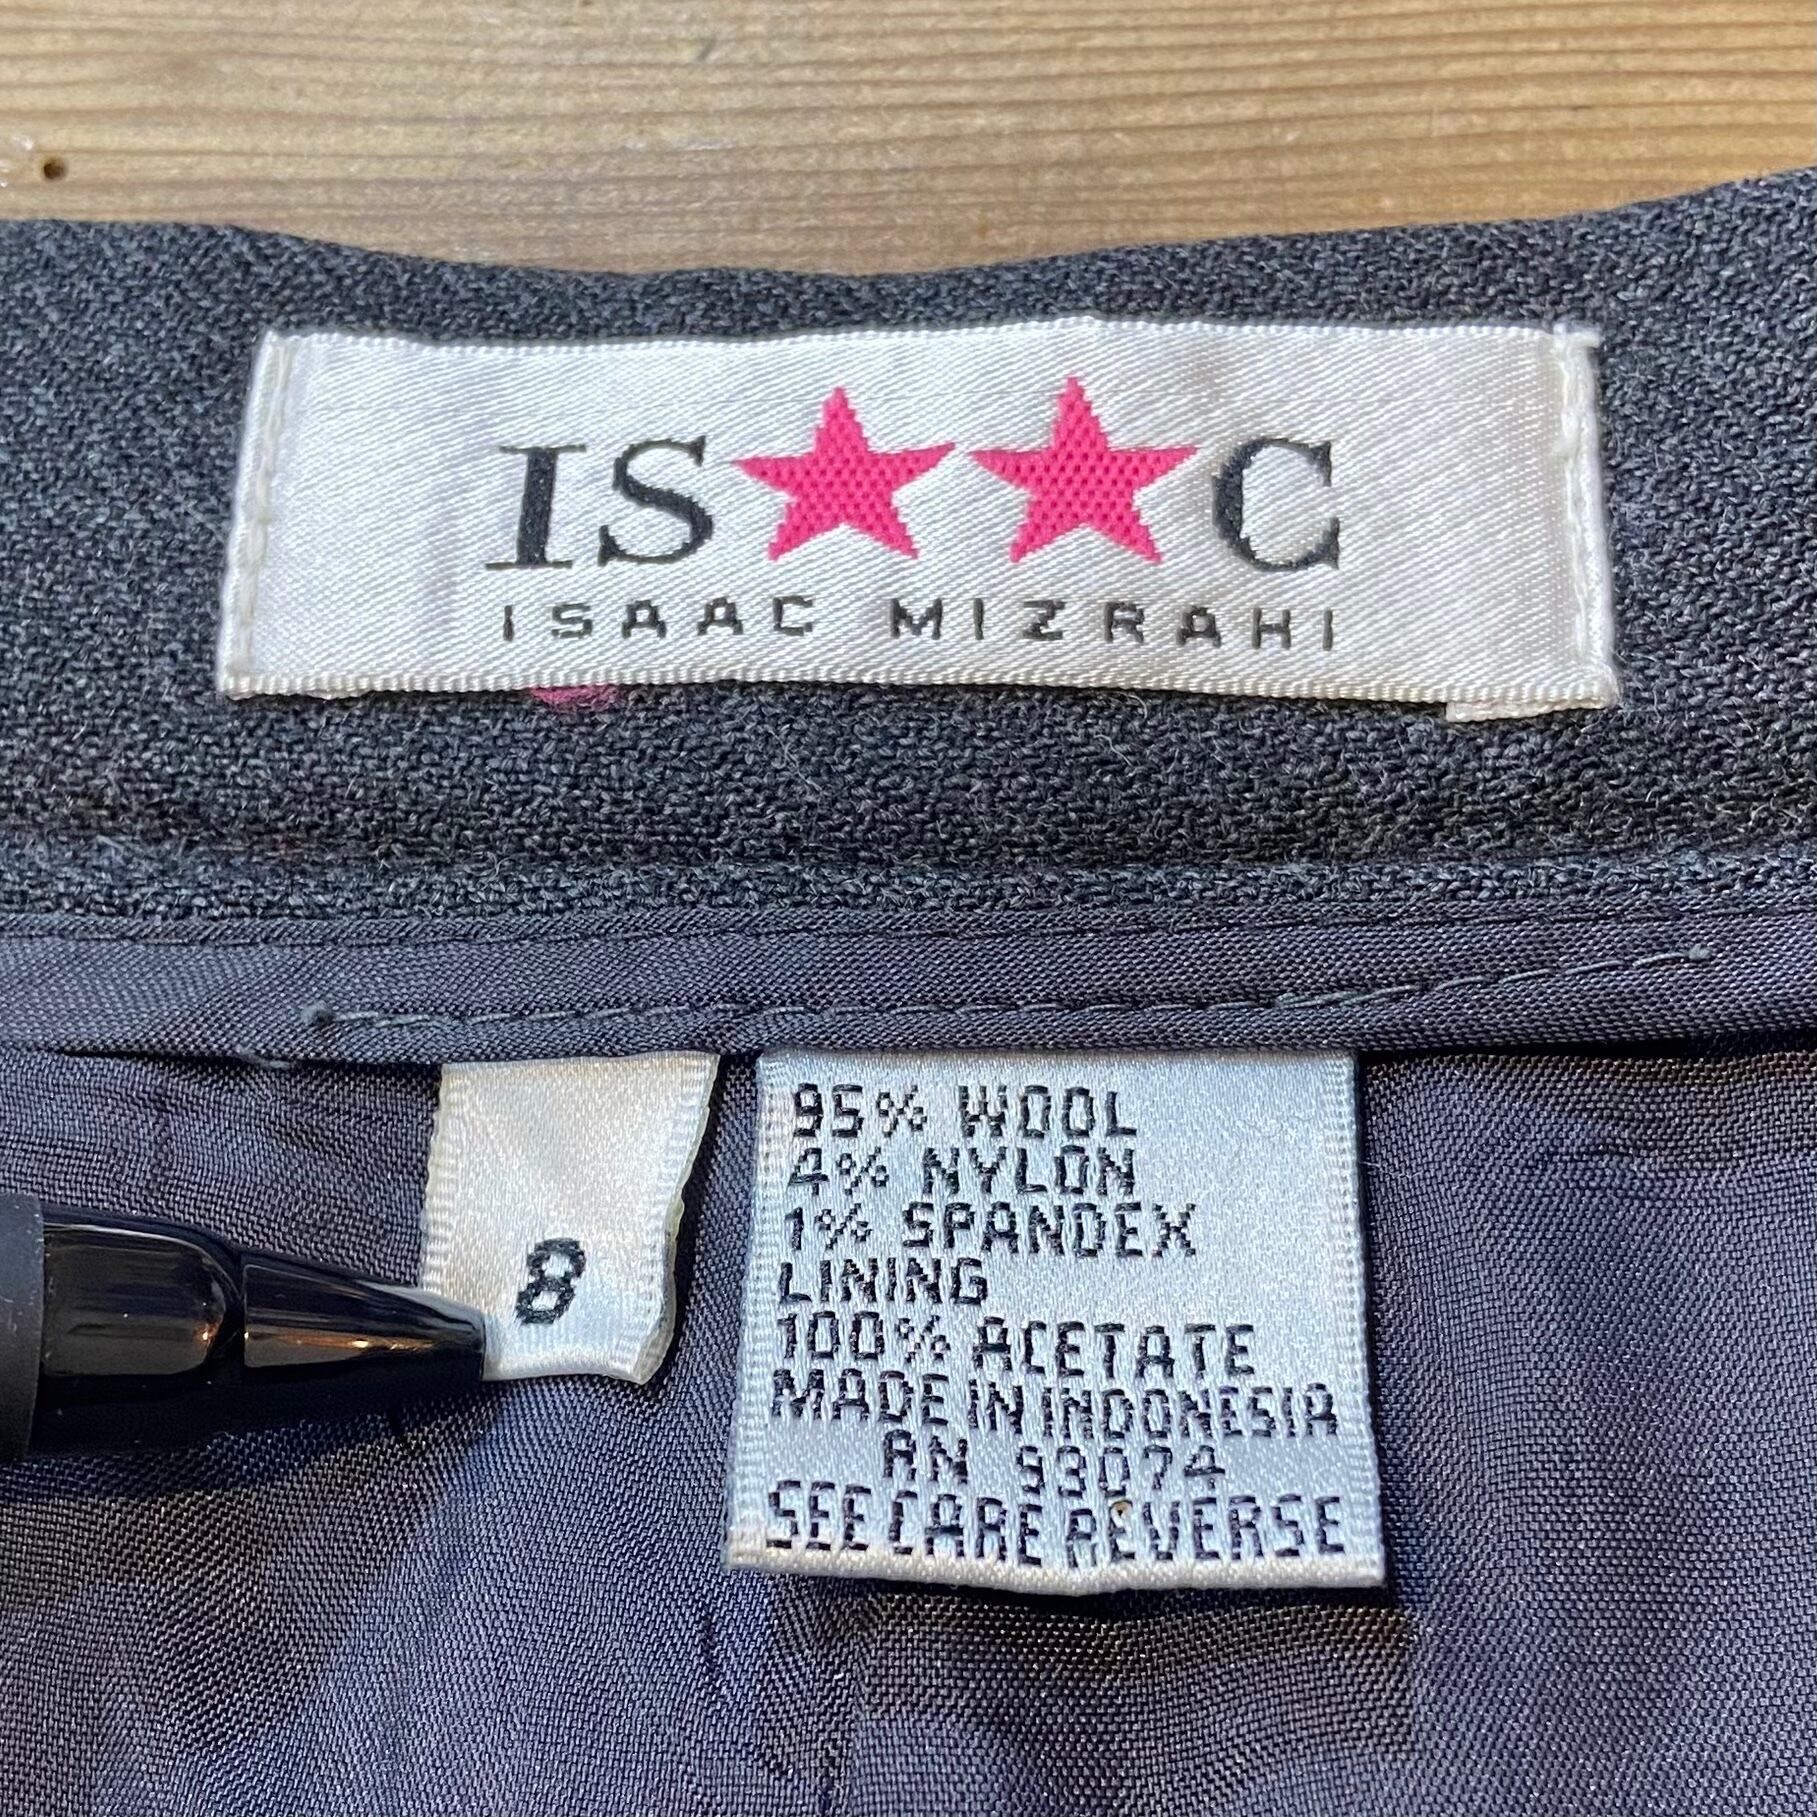 IS★★C
ISAAC MIZRAHI
8
95% WOOL
4% NYLON
1% SPANDEX
LINING
100% ACETATE
MADE IN INDONESIA
RN 93074
SEE CARE REVERSE